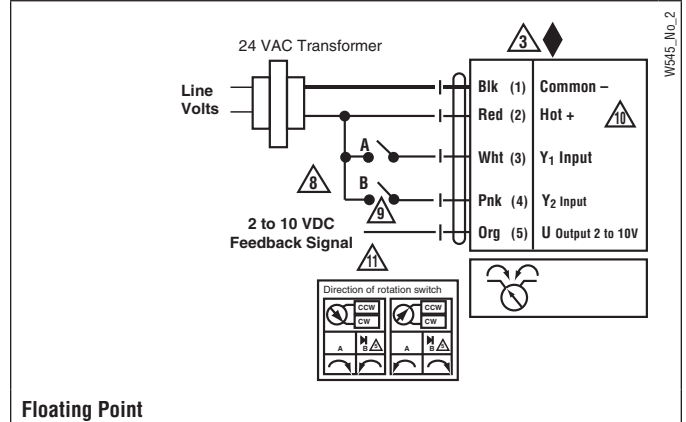 W545_No_2
24 VAC Transformer
3
Line
Volts
Blk (1) Common –
Red (2) Hot +
10
A
Wht (3) Y1 Input
8
B
Pnk (4) Y2 Input
9
2 to 10 VDC
Feedback Signal
Org (5) U Output 2 to 10V
11
Direction of rotation switch
CCW CCW
CW CW
A B 5 A B 5
Floating Point